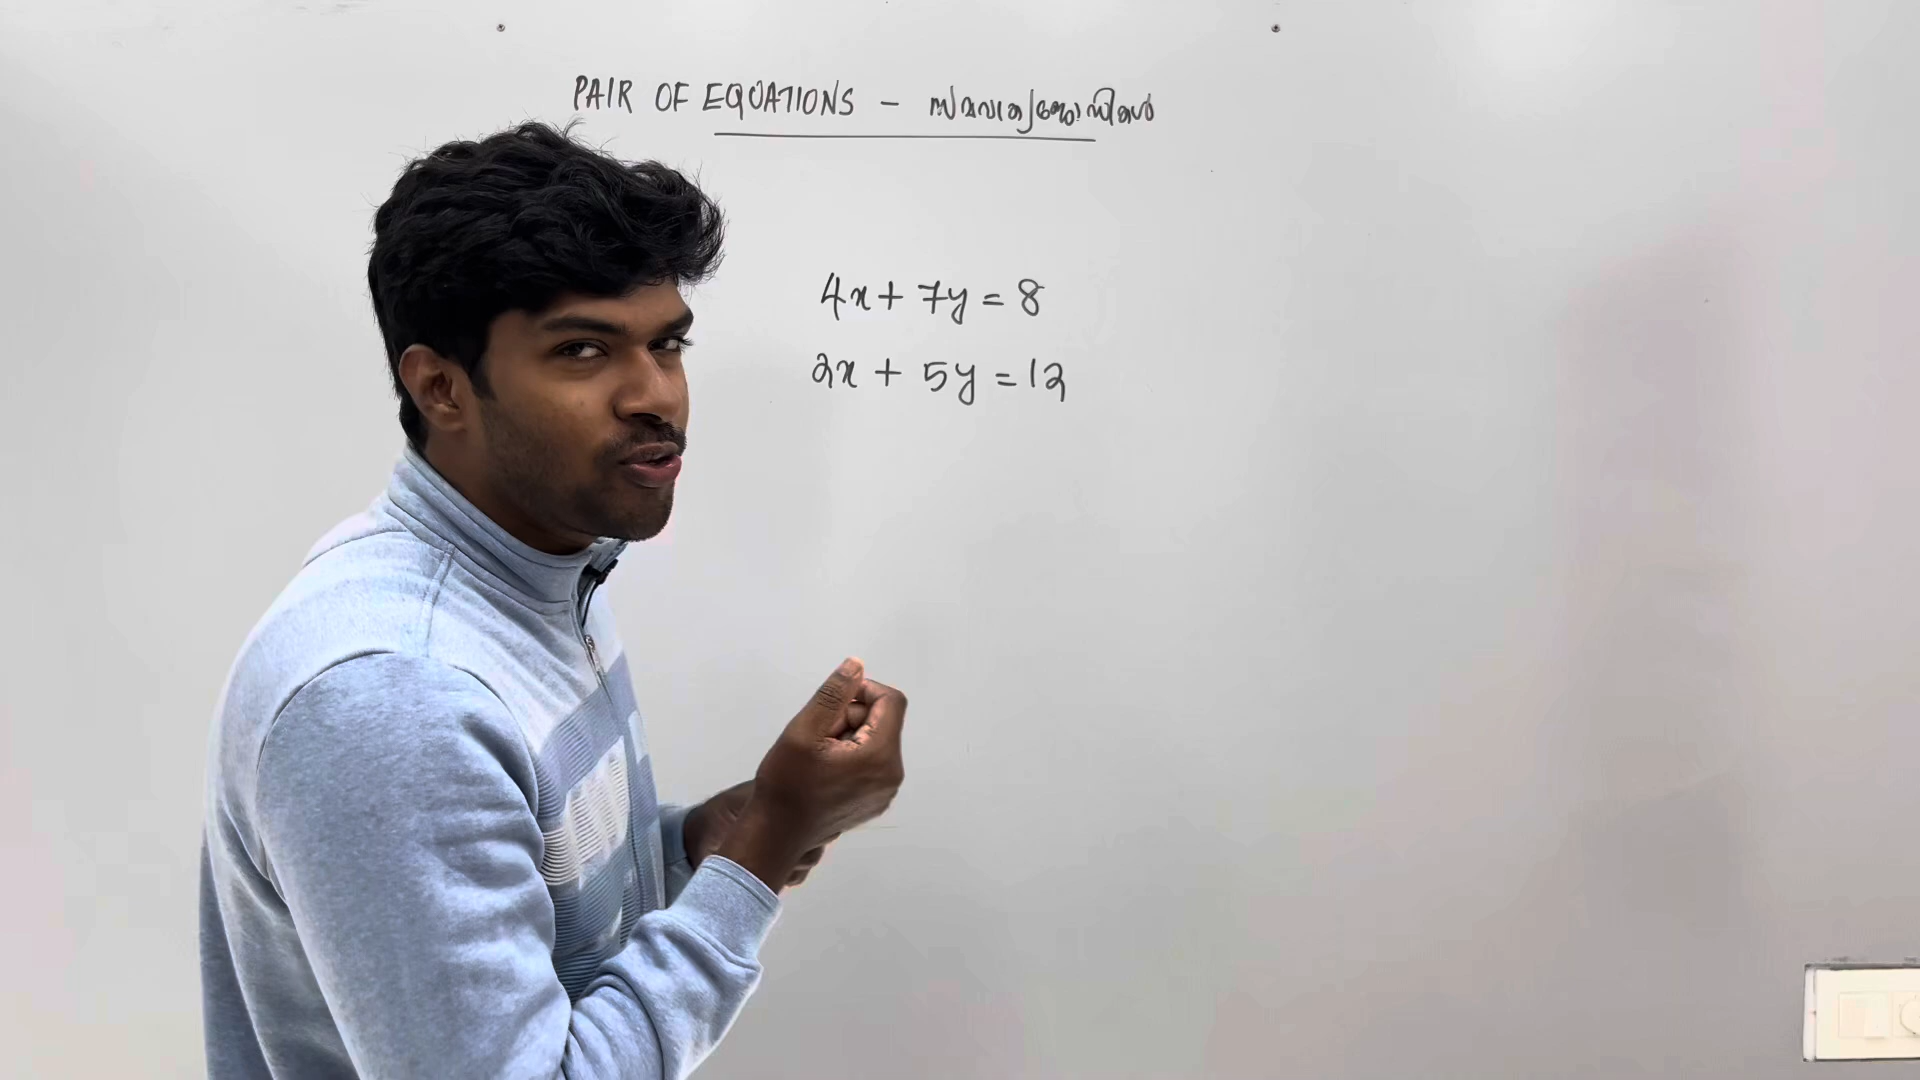 PAIR OF EQUATIONS - സമവാക്യജോഡികൾ
4x + 7y = 8
2x + 5y = 12